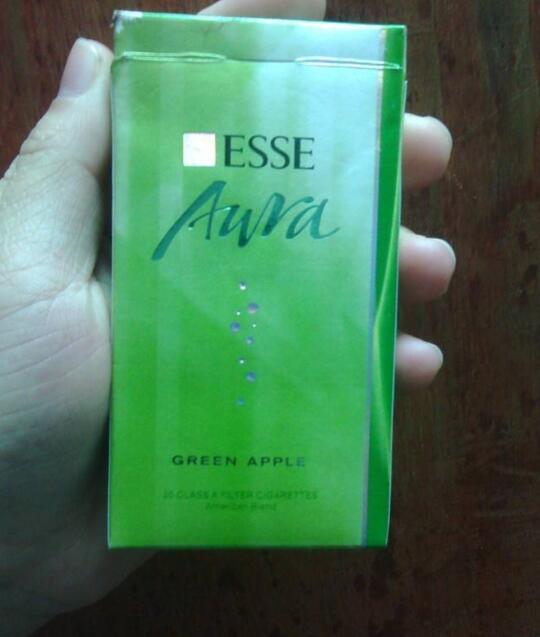 ESSE
Aura
GREEN APPLE
20 CLASS A FILTER CIGARETTES
American Blend